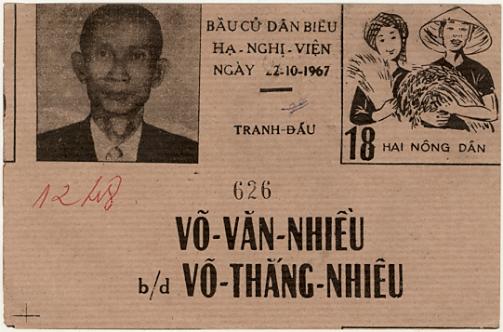 BẦU CỬ DÂN BIỂU
HẠ-NGHỊ-VIỆN
NGÀY 22-10-1967
TRANH-ĐẤU
18 HAI NÔNG DÂN
626
VÕ-VĂN-NHIỀU
b/d VÕ-THẮNG-NHIÊU